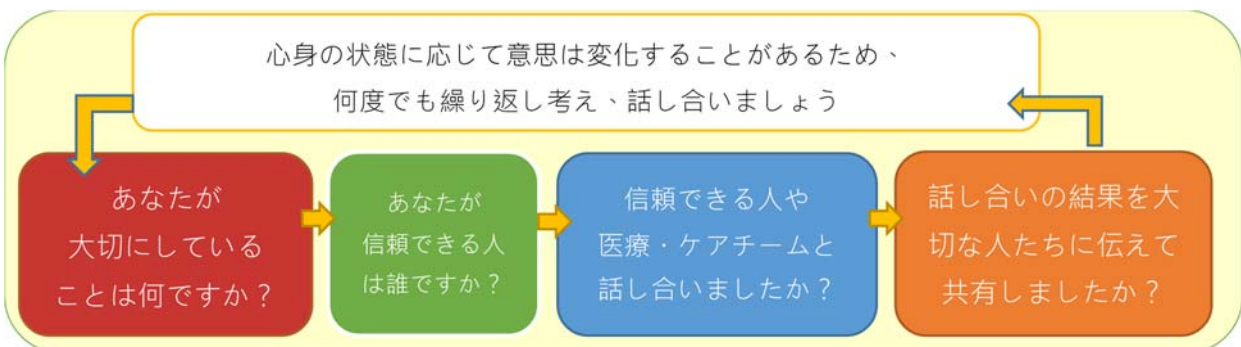 心身の状態に応じて意思は変化することがあるため、
何度でも繰り返し考え、話し合いましょう
あなたが
大切にしている
ことは何ですか？
あなたが
信頼できる人
は誰ですか？
信頼できる人や
医療・ケアチームと
話し合いましたか？
話し合いの結果を大
切な人たちに伝えて
共有しましたか？